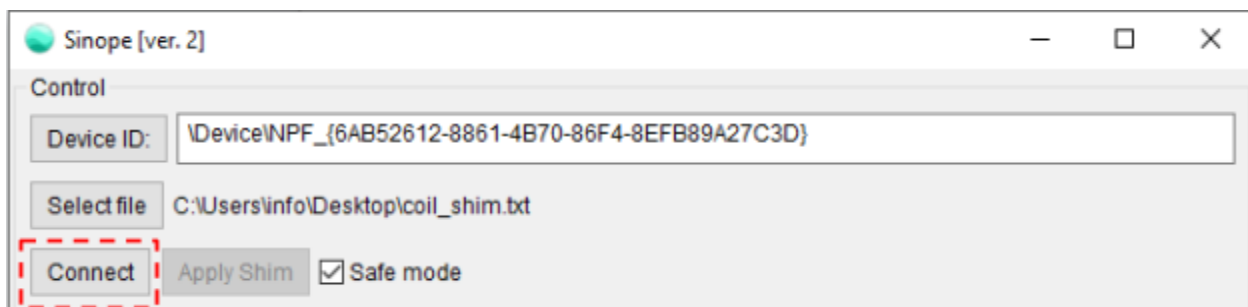 Sinope [ver. 2]
Control
Device ID: \Device\NPF_{6AB52612-8861-4B70-86F4-8EFB89A27C3D}
Select file C:\Users\info\Desktop\coil_shim.txt
Connect Apply Shim Safe mode